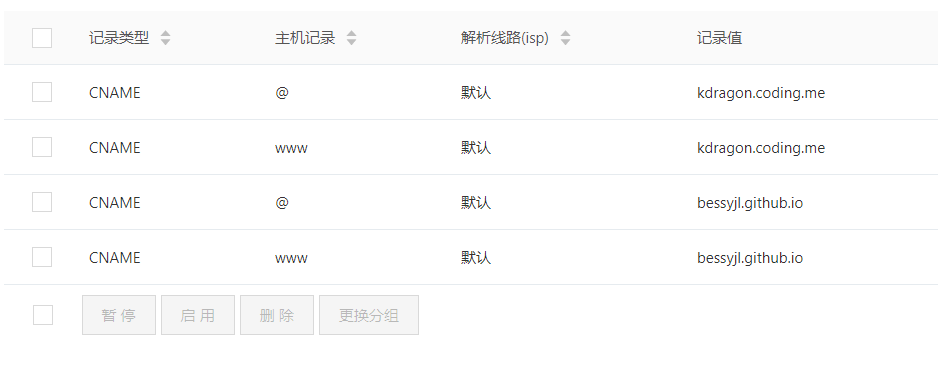 记录类型 主机记录 解析线路(isp) 记录值
CNAME @ 默认 kdragon.coding.me
CNAME www 默认 kdragon.coding.me
CNAME @ 默认 bessyjl.github.io
CNAME www 默认 bessyjl.github.io
暂停 启用 删除 更换分组